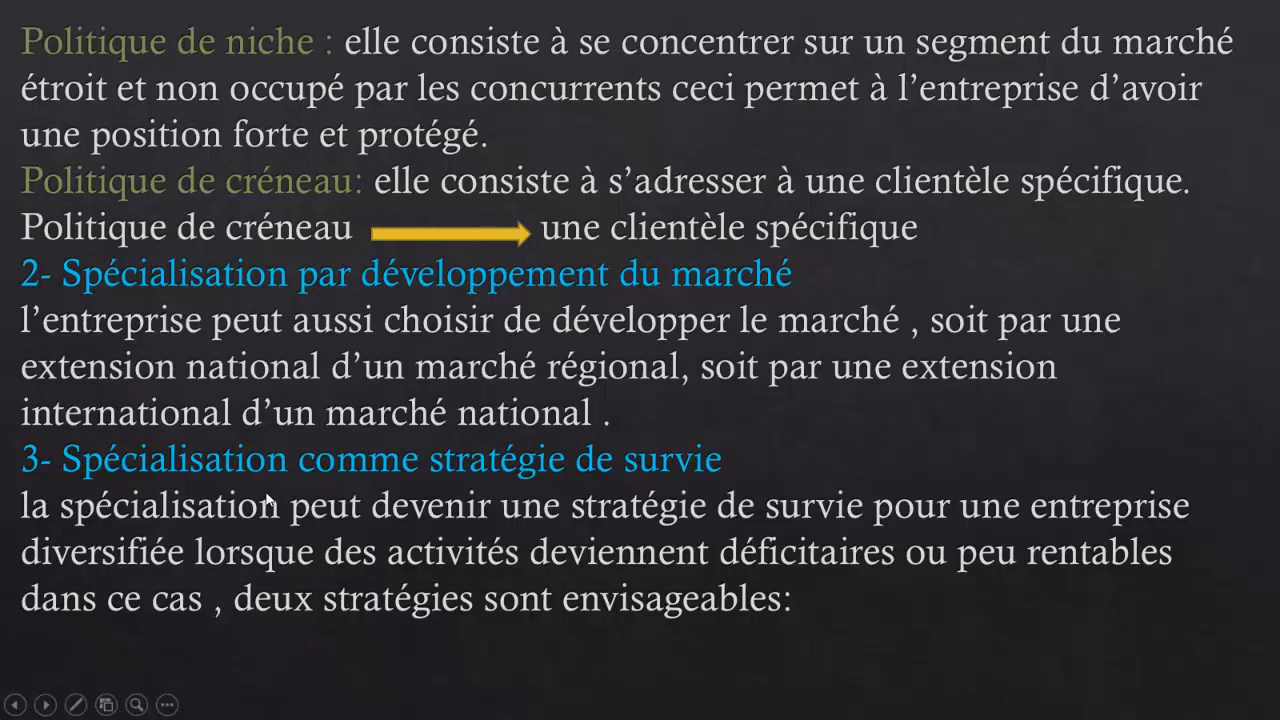 Politique de niche : elle consiste à se concentrer sur un segment du marché
étroit et non occupé par les concurrents ceci permet à l’entreprise d’avoir
une position forte et protégé.
Politique de créneau: elle consiste à s’adresser à une clientèle spécifique.
Politique de créneau une clientèle spécifique
2- Spécialisation par développement du marché
l’entreprise peut aussi choisir de développer le marché , soit par une
extension national d’un marché régional, soit par une extension
international d’un marché national .
3- Spécialisation comme stratégie de survie
la spécialisation peut devenir une stratégie de survie pour une entreprise
diversifiée lorsque des activités deviennent déficitaires ou peu rentables
dans ce cas , deux stratégies sont envisageables: